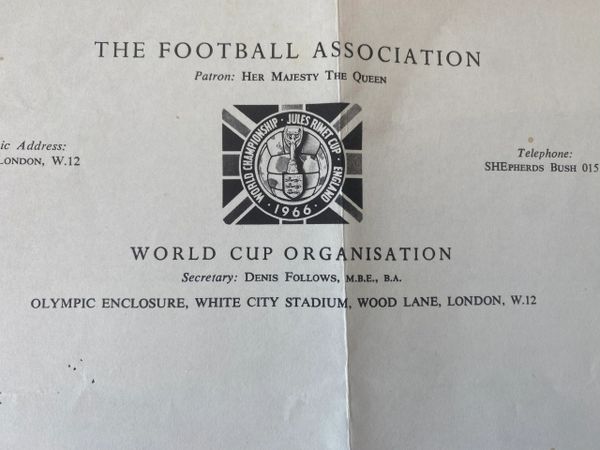 THE FOOTBALL ASSOCIATION
Patron: HER MAJESTY THE QUEEN
ic Address:
LONDON, W.12
WORLD CHAMPIONSHIP · JULES RIMET CUP · ENGLAND · 1966 ·
Telephone:
SHEPHERDS BUSH 015
WORLD CUP ORGANISATION
Secretary: DENIS FOLLOWS, M.B.E., B.A.
OLYMPIC ENCLOSURE, WHITE CITY STADIUM, WOOD LANE, LONDON, W.12